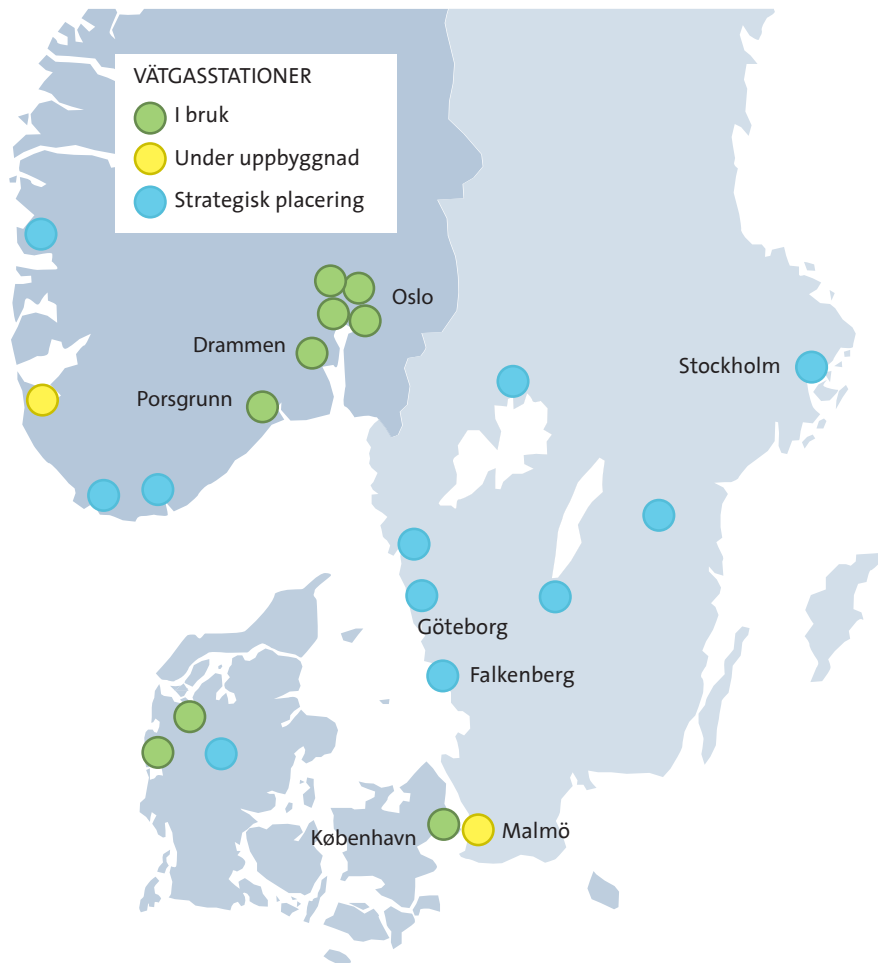 VÄTGASSTATIONER
I bruk
Under uppbyggnad
Strategisk placering
Oslo
Drammen
Stockholm
Porsgrunn
Göteborg
Falkenberg
København
Malmö